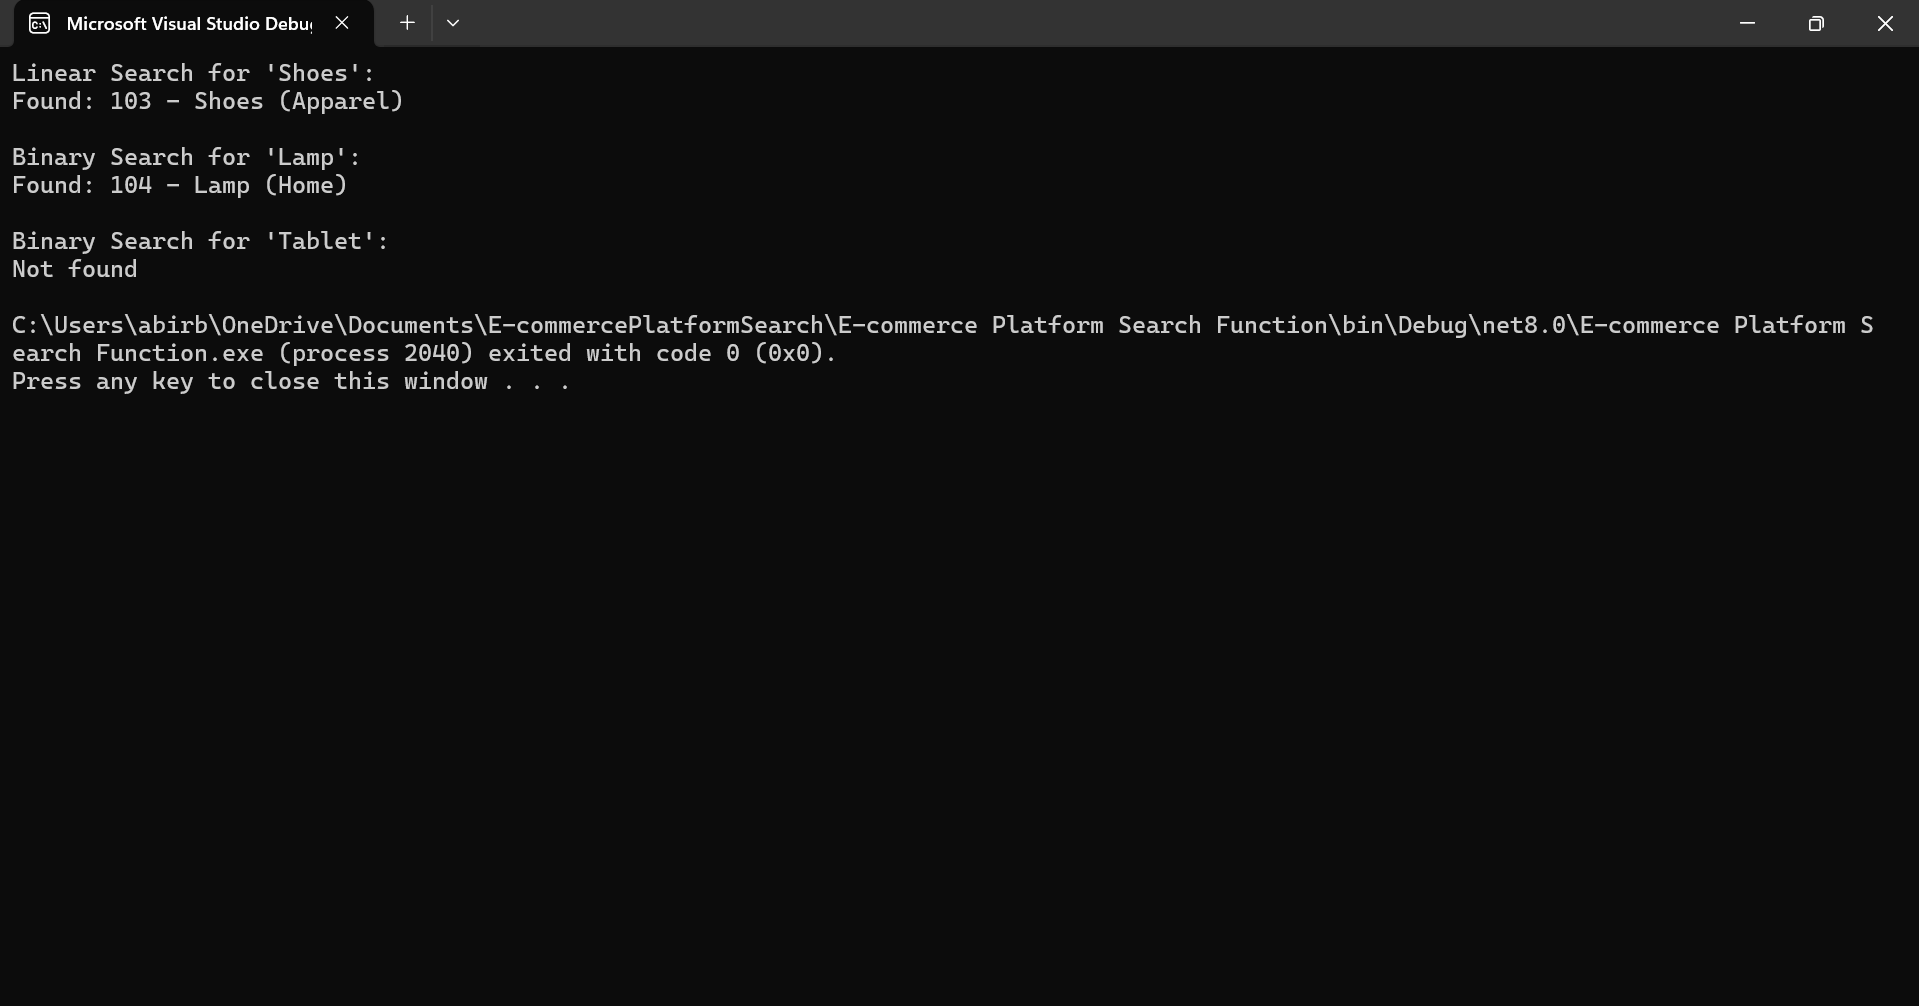 Microsoft Visual Studio Debu
Linear Search for 'Shoes':
Found: 103 - Shoes (Apparel)
Binary Search for 'Lamp':
Found: 104 - Lamp (Home)
Binary Search for 'Tablet':
Not found
C:\Users\abirb\OneDrive\Documents\E-commercePlatformSearch\E-commerce Platform Search Function\bin\Debug\net8.0\E-commerce Platform S
earch Function.exe (process 2040) exited with code 0 (0x0).
Press any key to close this window . . .